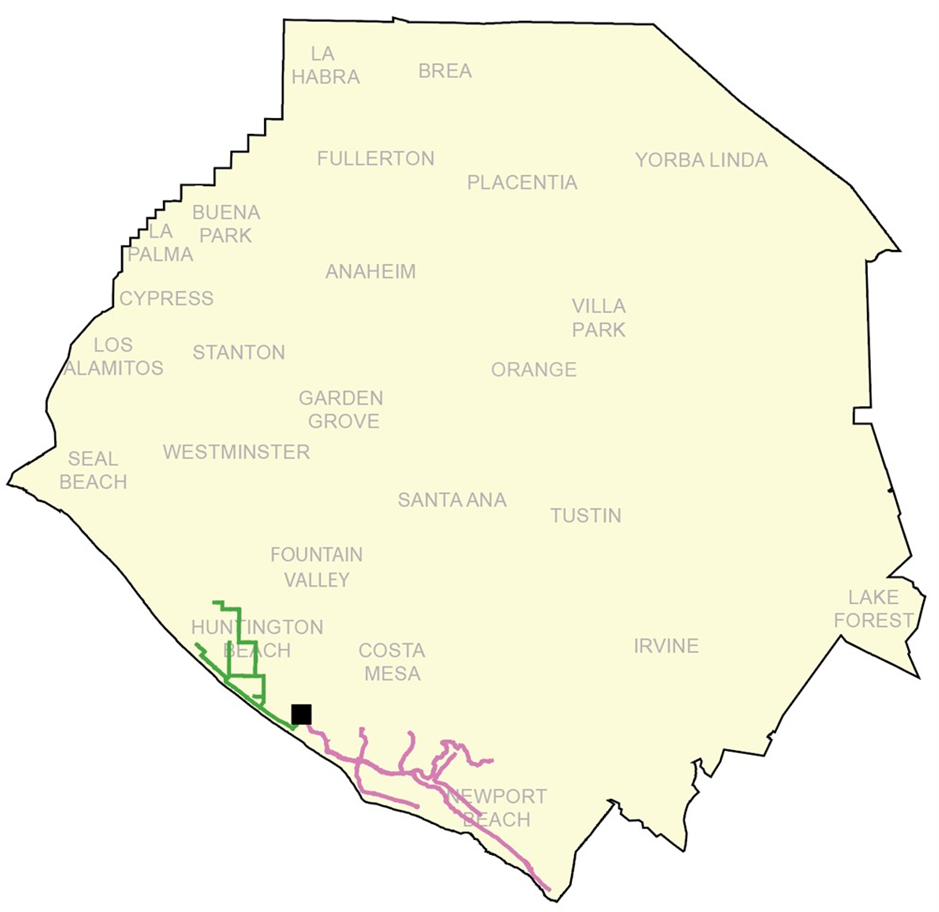 LA
HABRA
BREA
FULLERTON
YORBA LINDA
PLACENTIA
BUENA
PARK
LA
PALMA
ANAHEIM
CYPRESS
VILLA
PARK
LOS
ALAMITOS
STANTON
ORANGE
GARDEN
GROVE
WESTMINSTER
SEAL
BEACH
SANTA ANA
TUSTIN
FOUNTAIN
VALLEY
LAKE
FOREST
HUNTINGTON
BEACH
COSTA
MESA
IRVINE
NEWPORT
BEACH